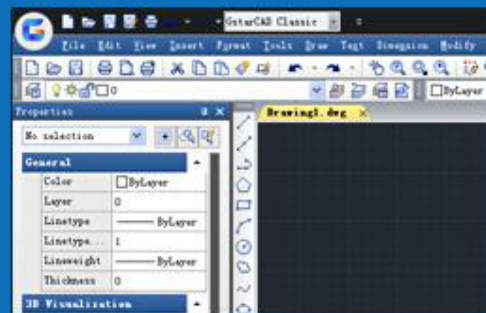 GstarCAD Classic
File Edit View Insert Format Tools Draw Text Dimension Modify
0
ByLayer
Properties
Drawing1.dwg
No selection
General
Color ByLayer
Layer 0
Linetype ByLayer
Linetype... 1
Lineweight ByLayer
Thickness 0
3D Visualization